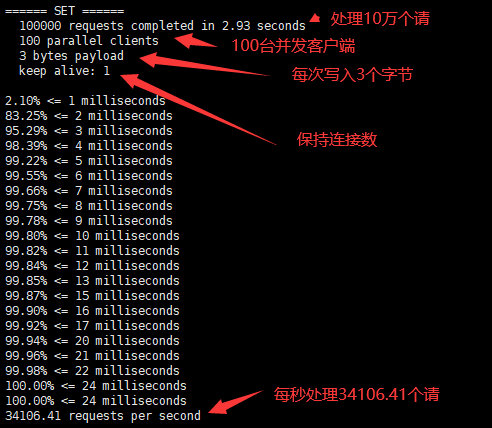 ====== SET ======
100000 requests completed in 2.93 seconds
处理10万个请
100 parallel clients
100台并发客户端
3 bytes payload
每次写入3个字节
keep alive: 1
保持连接数
2.10% <= 1 milliseconds
83.25% <= 2 milliseconds
95.29% <= 3 milliseconds
98.39% <= 4 milliseconds
99.22% <= 5 milliseconds
99.55% <= 6 milliseconds
99.66% <= 7 milliseconds
99.75% <= 8 milliseconds
99.78% <= 9 milliseconds
99.80% <= 10 milliseconds
99.82% <= 11 milliseconds
99.84% <= 12 milliseconds
99.85% <= 13 milliseconds
99.87% <= 15 milliseconds
99.90% <= 16 milliseconds
99.92% <= 17 milliseconds
99.94% <= 20 milliseconds
99.96% <= 21 milliseconds
99.98% <= 22 milliseconds
100.00% <= 24 milliseconds
100.00% <= 24 milliseconds
34106.41 requests per second
每秒处理34106.41个请